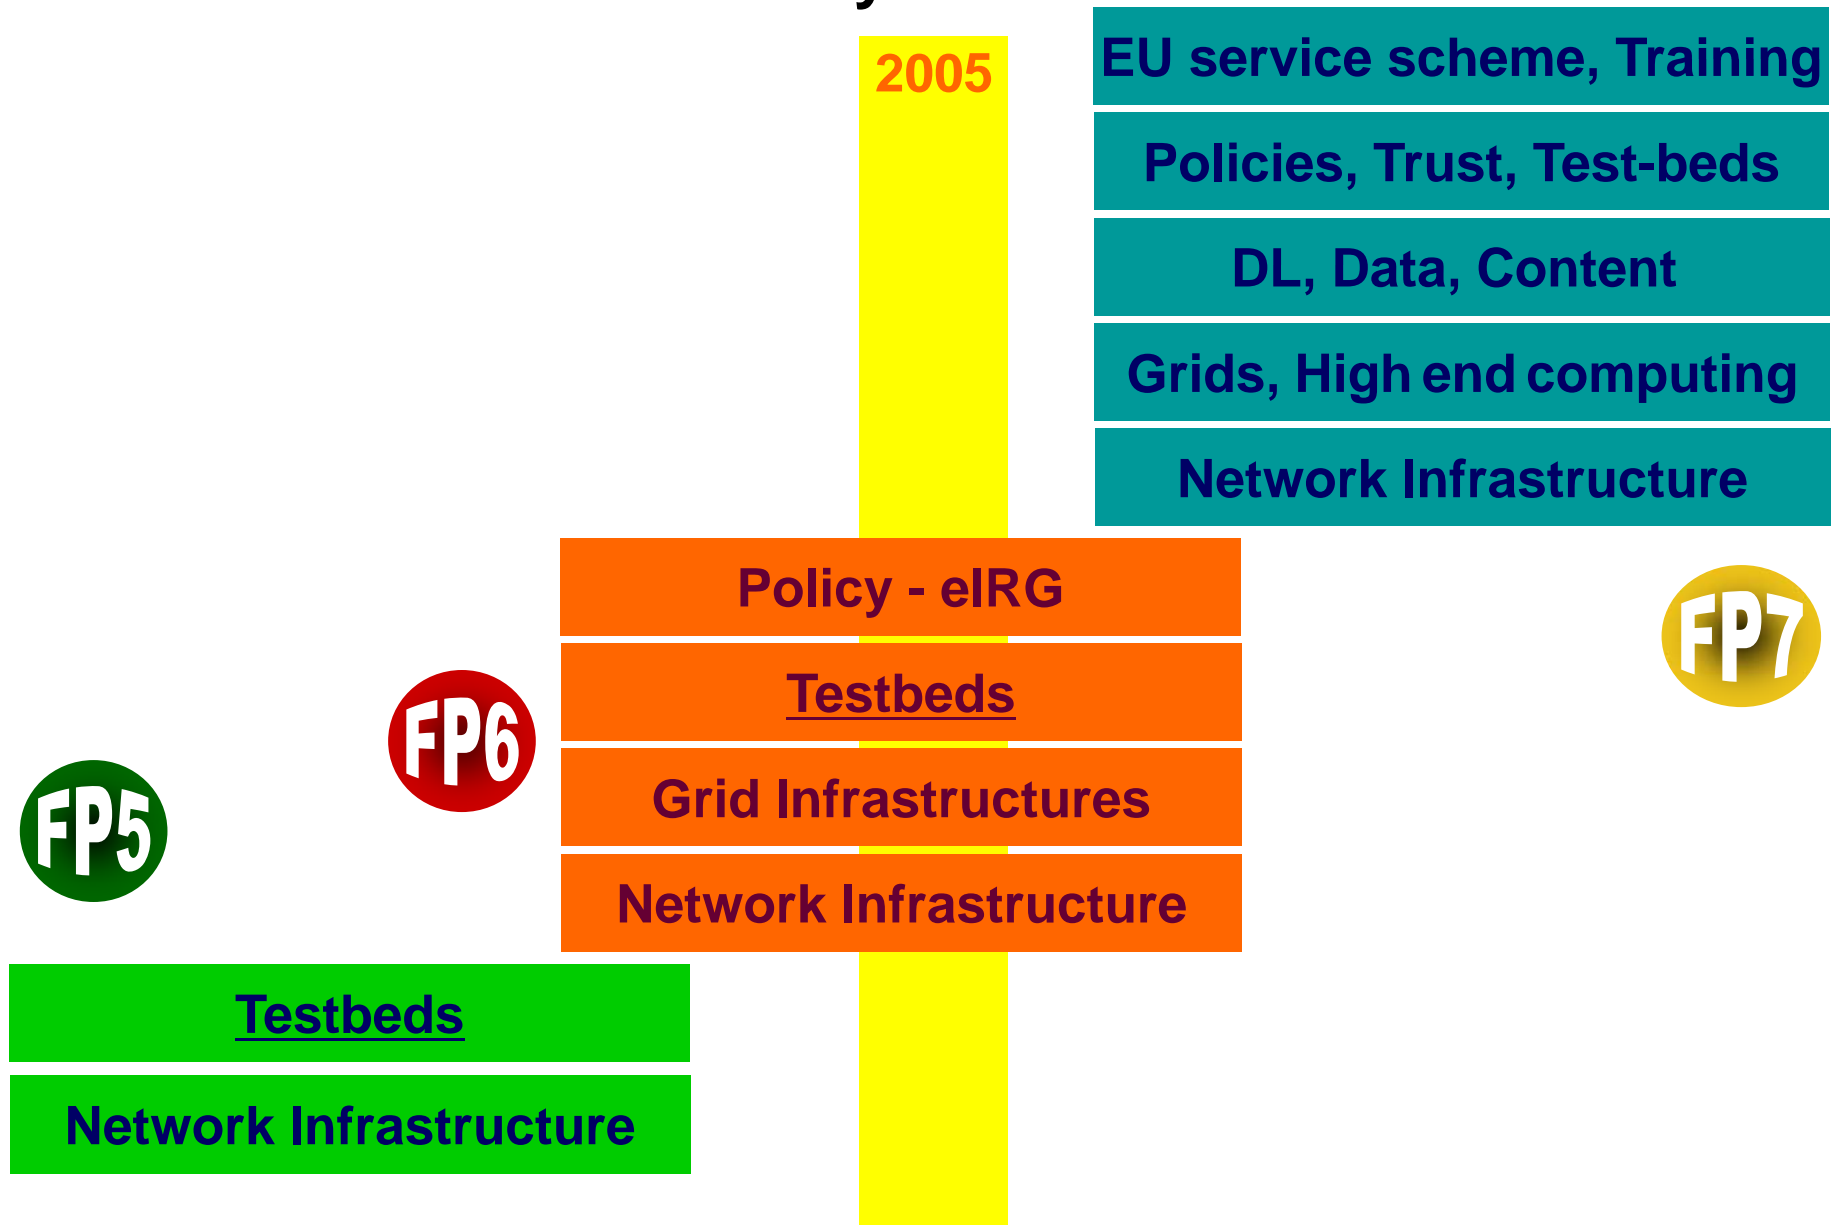 2005
EU service scheme, Training
Policies, Trust, Test-beds
DL, Data, Content
Grids, High end computing
Network Infrastructure
FP7
Policy - eIRG
Testbeds
Grid Infrastructures
Network Infrastructure
FP6
FP5
Testbeds
Network Infrastructure